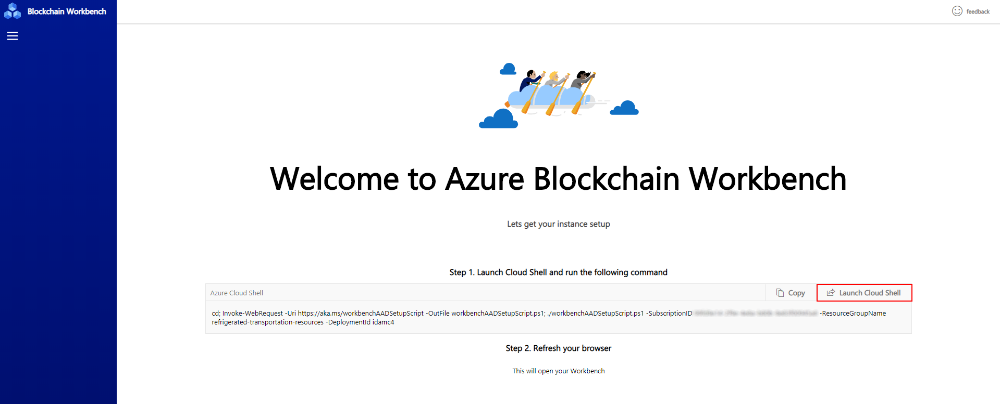 Blockchain Workbench
feedback
Welcome to Azure Blockchain Workbench
Lets get your instance setup
Step 1. Launch Cloud Shell and run the following command
Azure Cloud Shell
Copy
Launch Cloud Shell
cd; Invoke-WebRequest -Uri https://aka.ms/workbenchAADSetupScript -OutFile workbenchAADSetupScript.ps1; ./workbenchAADSetupScript.ps1 -SubscriptionID -ResourceGroupName
refrigerated-transportation-resources -DeploymentId idamc4
Step 2. Refresh your browser
This will open your Workbench